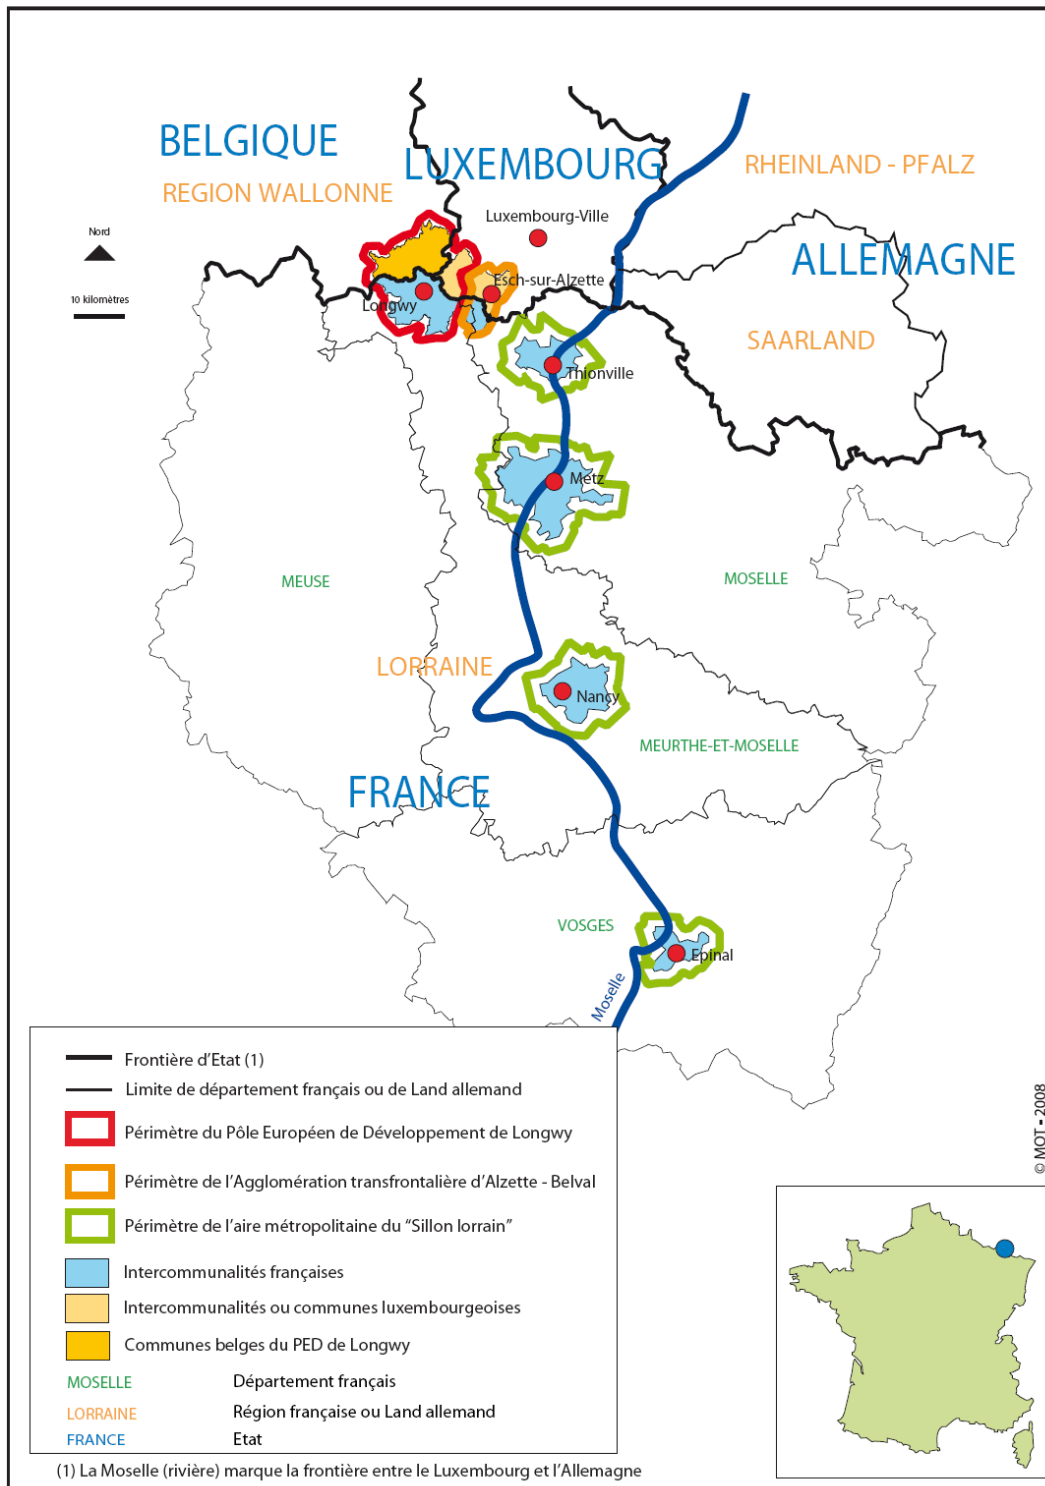 BELGIQUE
LUXEMBOURG
RHEINLAND - PFALZ
REGION WALLONNE
Luxembourg-Ville
Nord
ALLEMAGNE
Esch-sur-Alzette
10 kilomètres
Longwy
SAARLAND
Thionville
Metz
MEUSE
MOSELLE
LORRAINE
Nancy
MEURTHE-ET-MOSELLE
FRANCE
VOSGES
Epinal
Moselle
Frontière d'Etat (1)
Limite de département français ou de Land allemand
Périmètre du Pôle Européen de Développement de Longwy
Périmètre de l'Agglomération transfrontalière d'Alzette - Belval
Périmètre de l'aire métropolitaine du "Sillon lorrain"
Intercommunalités françaises
Intercommunalités ou communes luxembourgeoises
Communes belges du PED de Longwy
MOSELLE Département français
LORRAINE Région française ou Land allemand
FRANCE Etat
(1) La Moselle (rivière) marque la frontière entre le Luxembourg et l'Allemagne
© MOT - 2008